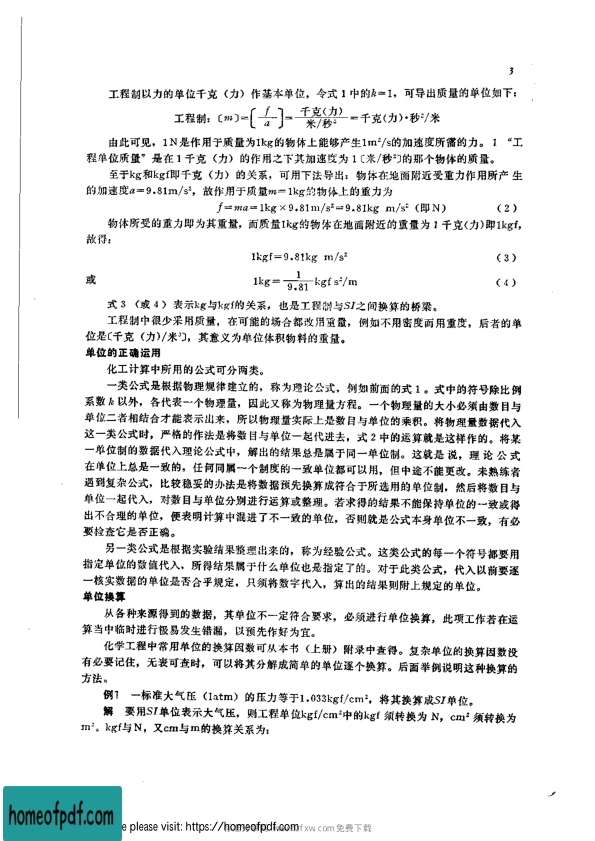 3
工程制以力的单位千克（力）作基本单位，令式1中的k=1，可导出质量的单位如下：
工程制：〔m〕=[f/a]=千克(力)/米/秒²=千克(力)·秒²/米
由此可见，1N是作用于质量为1kg的物体上能够产生1m²/s的加速度所需的力。1 “工
程单位质量”是在1千克（力）的作用之下其加速度为1〔米/秒²〕的那个物体的质量。
至于kg和kgf即千克（力）的关系，可用下法导出：物体在地面附近受重力作用所产生
的加速度a=9.81m/s²，故作用于质量m=1kg的物体上的重力为
f=ma=1kg×9.81m/s²=9.81kg m/s²（即N） （2）
物体所受的重力即为其重量，而质量1kg的物体在地面附近的重量为1千克(力)即1kgf，
故得：
1kgf=9.81kg m/s² （3）
或 1kg=1/9.81 kgf s²/m （4）
式3（或4）表示kg与kgf的关系，也是工程制与SI之间换算的桥梁。
工程制中很少采用质量，在可能的场合都改用重量，例如不用密度而用重度，后者的单
位是〔千克（力)/米³〕，其意义为单位体积物料的重量。
单位的正确运用
化工计算中所用的公式可分两类。
一类公式是根据物理规律建立的，称为理论公式，例如前面的式1。式中的符号除比例
系数k以外，各代表一个物理量，因此又称为物理量方程。一个物理量的大小必须由数目与
单位二者相结合才能表示出来，所以物理量实际上是数目与单位的乘积。将物理量数据代入
这一类公式时，严格的作法是将数目与单位一起代进去，式2中的运算就是这样作的。将某
一单位制的数据代入理论公式中，解出的结果总是属于同一单位制。这就是说，理论公式
在单位上总是一致的，任何同属一个制度的一致单位都可以用，但中途不能更改。未熟练者
遇到复杂公式，比较稳妥的办法是将数据预先换算成符合于所选用的单位制，然后将数目与
单位一起代入，对数目与单位分别进行运算或整理。若求得的结果不能保持单位的一致或得
出不合理的单位，便表明计算中混进了不一致的单位，否则就是公式本身单位不一致，有必
要检查它是否正确。
另一类公式是根据实验结果整理出来的，称为经验公式。这类公式的每一个符号都要用
指定单位的数值代入，所得结果属于什么单位也是指定了的。对于此类公式，代入以前要逐
一核实数据的单位是否合乎规定，只须将数字代入，算出的结果则附上规定的单位。
单位换算
从各种来源得到的数据，其单位不一定符合要求，必须进行单位换算，此项工作若在运
算当中临时进行极易发生错漏，以预先作好为宜。
化学工程中常用单位的换算因数可从本书（上册）附录中查得。复杂单位的换算因数没
有必要记住，无表可查时，可以将其分解成简单的单位逐个换算。后面举例说明这种换算的
方法。
例1 一标准大气压（1atm）的压力等于1.033kgf/cm²，将其换算成SI单位。
解 要用SI单位表示大气压，则工程单位kgf/cm²中的kgf须转换为N，cm²须转换为
m²。kgf与N，又cm与m的换算关系为：
homeofpdf.com
e please visit: https://homeofpdf.com
fxw.com免费下载